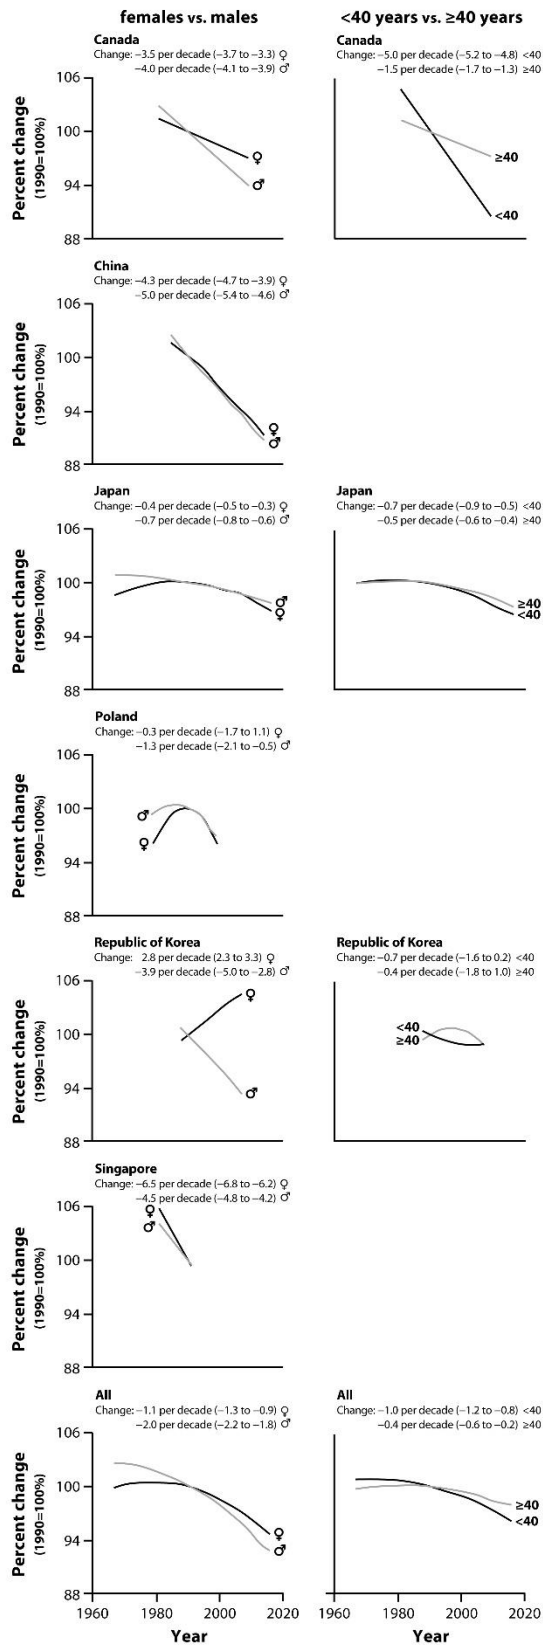 females vs. males
<40 years vs. ≥40 years
Canada
Change: −3.5 per decade (−3.7 to −3.3) ♀
−4.0 per decade (−4.1 to −3.9) ♂
Canada
Change: −5.0 per decade (−5.2 to −4.8) <40
−1.5 per decade (−1.7 to −1.3) ≥40
Percent change
(1990=100%)
106
100
94
88
♀
♂
≥40
<40
China
Change: −4.3 per decade (−4.7 to −3.9) ♀
−5.0 per decade (−5.4 to −4.6) ♂
Percent change
(1990=100%)
106
100
94
88
♀
♂
Japan
Change: −0.4 per decade (−0.5 to −0.3) ♀
−0.7 per decade (−0.8 to −0.6) ♂
Japan
Change: −0.7 per decade (−0.9 to −0.5) <40
−0.5 per decade (−0.6 to −0.4) ≥40
Percent change
(1990=100%)
106
100
94
88
♂
♀
≥40
<40
Poland
Change: −0.3 per decade (−1.7 to 1.1) ♀
−1.3 per decade (−2.1 to −0.5) ♂
Percent change
(1990=100%)
106
100
94
88
♂
♀
Republic of Korea
Change: 2.8 per decade (2.3 to 3.3) ♀
−3.9 per decade (−5.0 to −2.8) ♂
Republic of Korea
Change: −0.7 per decade (−1.6 to 0.2) <40
−0.4 per decade (−1.8 to 1.0) ≥40
Percent change
(1990=100%)
106
100
94
88
♀
♂
<40
≥40
Singapore
Change: −6.5 per decade (−6.8 to −6.2) ♀
−4.5 per decade (−4.8 to −4.2) ♂
Percent change
(1990=100%)
106
100
94
88
♀
♂
All
Change: −1.1 per decade (−1.3 to −0.9) ♀
−2.0 per decade (−2.2 to −1.8) ♂
All
Change: −1.0 per decade (−1.2 to −0.8) <40
−0.4 per decade (−0.6 to −0.2) ≥40
Percent change
(1990=100%)
106
100
94
88
♀
♂
≥40
<40
1960 1980 2000 2020
Year
1960 1980 2000 2020
Year